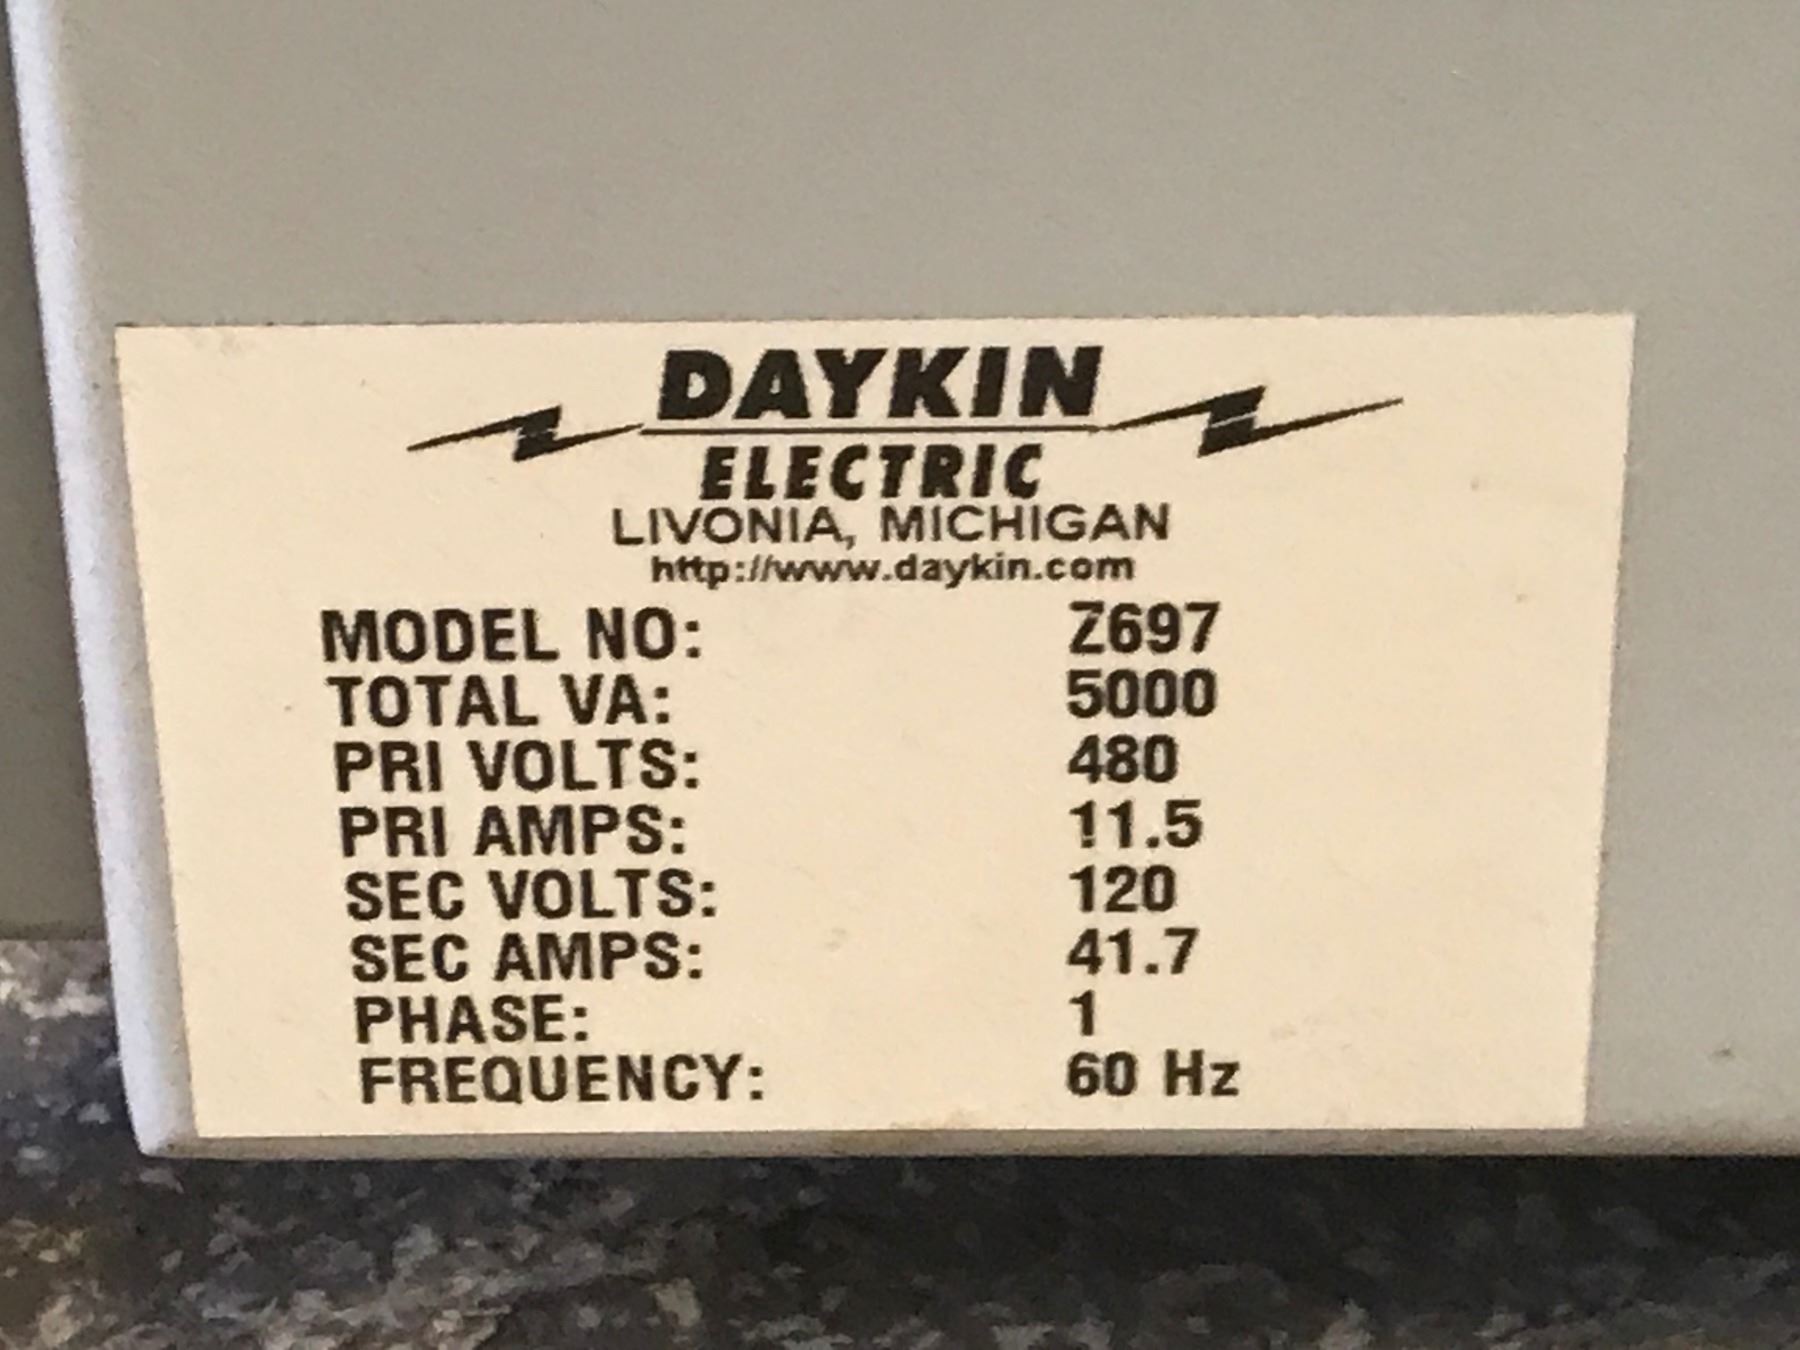 DAYKIN
ELECTRIC
LIVONIA, MICHIGAN
http://www.daykin.com
MODEL NO: Z697
TOTAL VA: 5000
PRI VOLTS: 480
PRI AMPS: 11.5
SEC VOLTS: 120
SEC AMPS: 41.7
PHASE: 1
FREQUENCY: 60 Hz